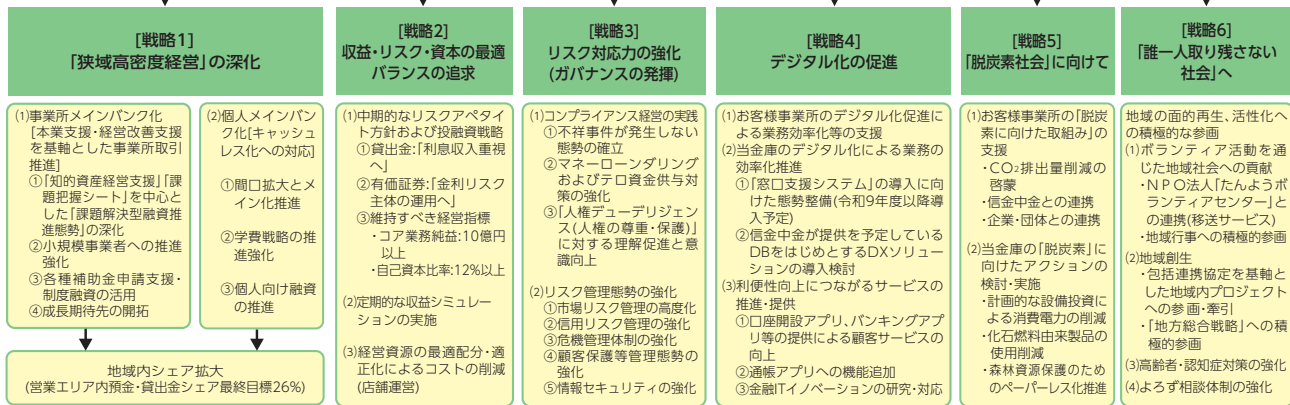 [戦略1]
「狭域高密度経営」の深化
⑴事業所メインバンク化
[本業支援・経営改善支援
を基軸とした事業所取引
推進]
①「知的資産経営支援」「課
題把握シート」を中心と
した「課題解決型融資推
進態勢」の深化
②小規模事業者への推進
強化
③各種補助金申請支援・
制度融資の活用
④成長期待先の開拓
⑵個人メインバン
ク化[キャッシュ
レス化への対応]
①間口拡大とメ
イン化推進
②学費戦略の推
進強化
③個人向け融資
の推進
地域内シェア拡大
(営業エリア内預金・貸出金シェア最終目標26%)
[戦略2]
収益・リスク・資本の最適
バランスの追求
⑴中期的なリスクアペタイ
ト方針および投融資戦略
①貸出金:「利息収入重視
へ」
②有価証券:「金利リスク
主体の運用へ」
③維持すべき経営指標
・コア業務純益:10億円
以上
・自己資本比率:12%以上
⑵定期的な収益シミュレー
ションの実施
⑶経営資源の最適配分・適
正化によるコストの削減
(店舗運営)
[戦略3]
リスク対応力の強化
(ガバナンスの発揮)
⑴コンプライアンス経営の実践
①不祥事件が発生しない
態勢の確立
②マネーローンダリング
およびテロ資金供与対
策の強化
③「人権デューデリジェン
ス(人権の尊重・保護)」
に対する理解促進と意
識向上
⑵リスク管理態勢の強化
①市場リスク管理の高度化
②信用リスク管理の強化
③危機管理体制の強化
④顧客保護等管理態勢の
強化
⑤情報セキュリティの強化
[戦略4]
デジタル化の促進
⑴お客様事業所のデジタル化促進に
よる業務効率化等の支援
⑵当金庫のデジタル化による業務の
効率化推進
①「窓口支援システム」の導入に向
けた態勢整備(令和9年度以降導
入予定)
②信金中金が提供を予定している
DBをはじめとするDXソリュー
ションの導入検討
⑶利便性向上につながるサービスの
推進・提供
①口座開設アプリ、バンキングアプ
リ等の提供による顧客サービスの
向上
②通帳アプリへの機能追加
③金融ITイノベーションの研究・対応
[戦略5]
「脱炭素社会」に向けて
⑴お客様事業所の「脱炭
素に向けた取組み」の
支援
・CO₂排出量削減の
啓蒙
・信金中金との連携
・企業・団体との連携
⑵当金庫の「脱炭素」に
向けたアクションの
検討・実施
・計画的な設備投資に
よる消費電力の削減
・化石燃料由来製品の
使用削減
・森林資源保護のため
のペーパーレス化推進
[戦略6]
「誰一人取り残さない
社会」へ
地域の面的再生、活性化へ
の積極的な参画
⑴ボランティア活動を通
じた地域社会への貢献
・NPO法人「たんようボ
ランティアセンター」と
の連携(移送サービス)
・地域行事への積極的参画
⑵地域創生
・包括連携協定を基軸と
した地域内プロジェクト
への参画・牽引
・「地方総合戦略」への積
極的参画
⑶高齢者・認知症対策の強化
⑷よろず相談体制の強化